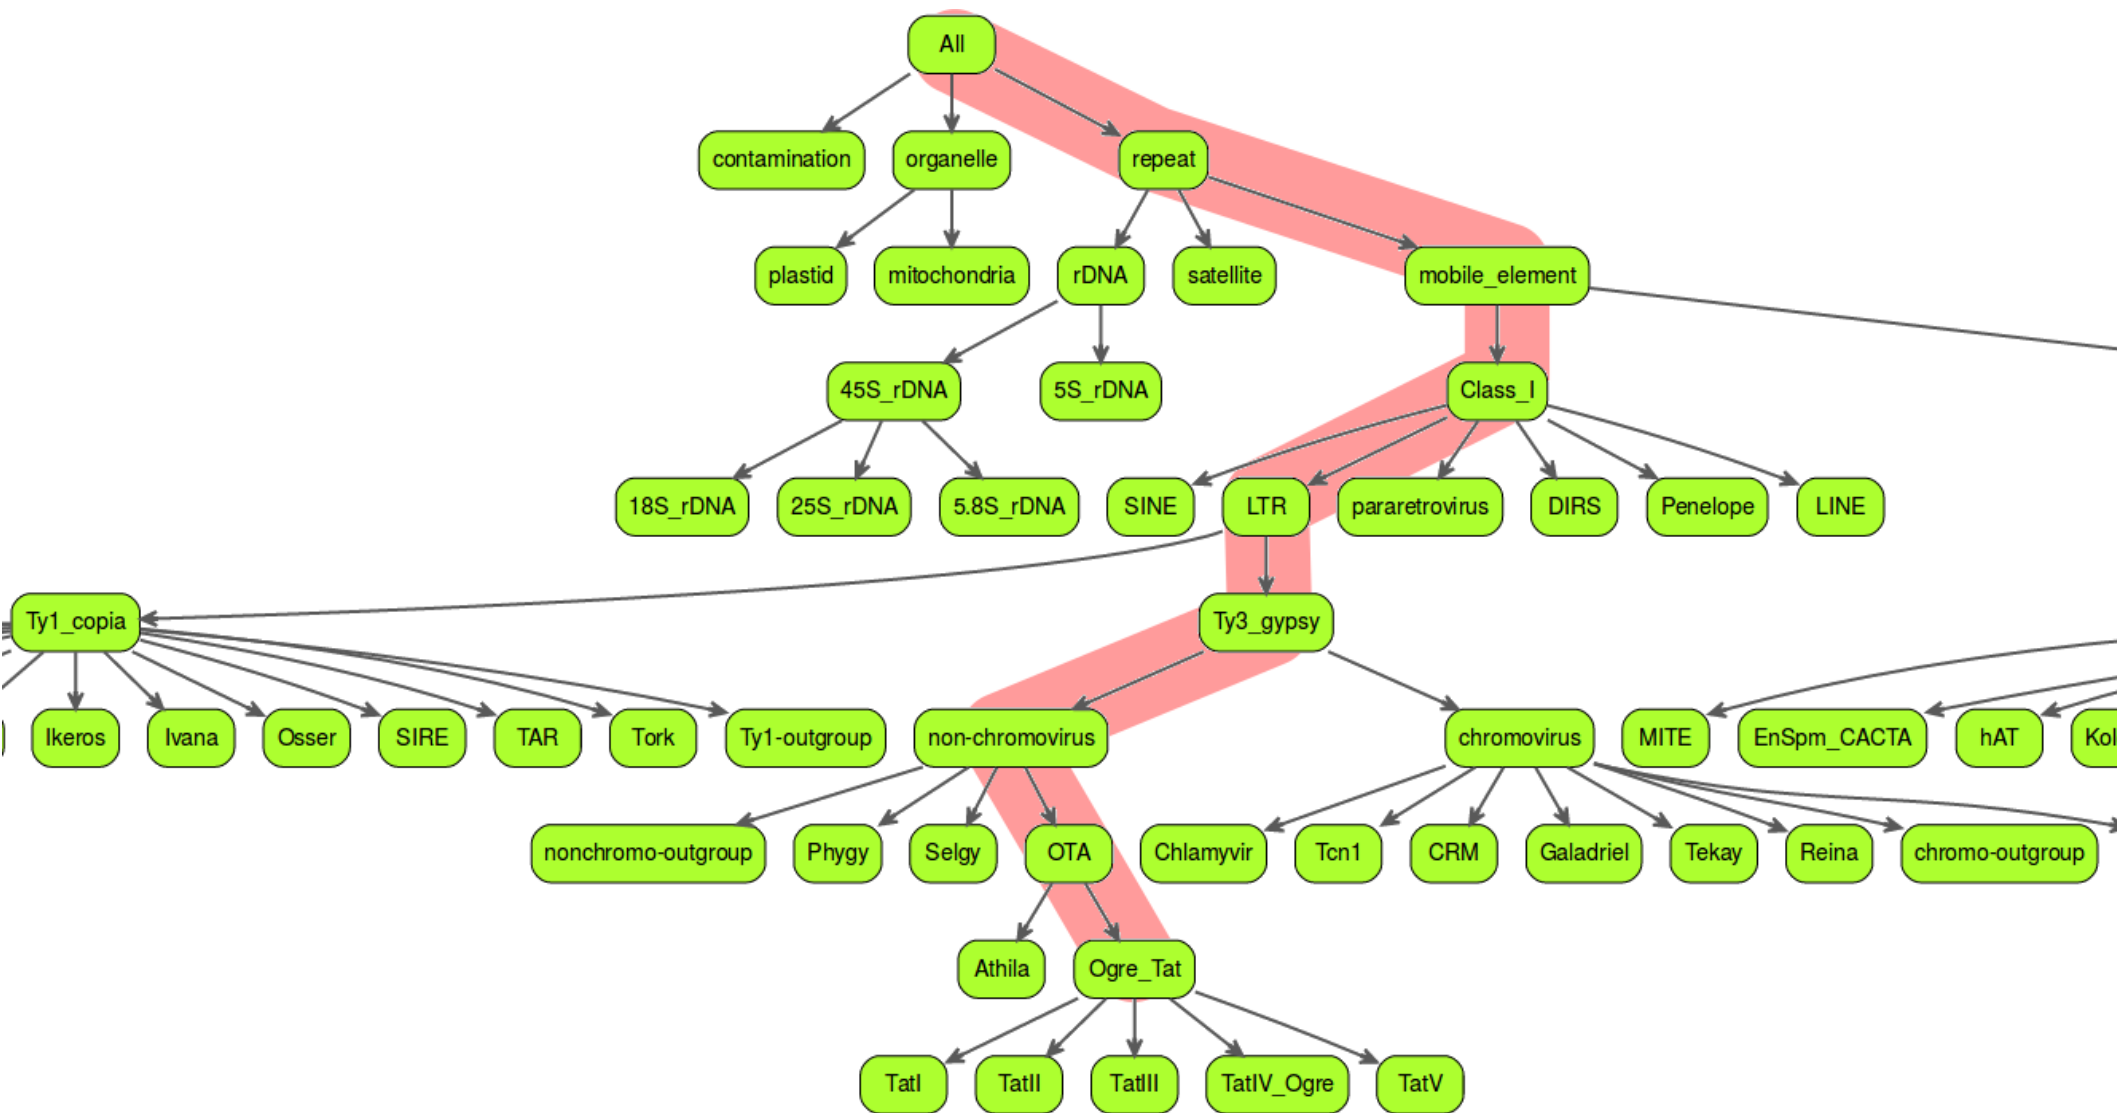 All
contamination
organelle
repeat
plastid
mitochondria
rDNA
satellite
mobile_element
45S_rDNA
5S_rDNA
Class_I
18S_rDNA
25S_rDNA
5.8S_rDNA
SINE
LTR
pararetrovirus
DIRS
Penelope
LINE
Ty1_copia
Ty3_gypsy
Ikeros
Ivana
Osser
SIRE
TAR
Tork
Ty1-outgroup
non-chromovirus
chromovirus
MITE
EnSpm_CACTA
hAT
Kol
nonchromo-outgroup
Phygy
Selgy
OTA
Chlamyvir
Tcn1
CRM
Galadriel
Tekay
Reina
chromo-outgroup
Athila
Ogre_Tat
TatI
TatII
TatIII
TatIV_Ogre
TatV